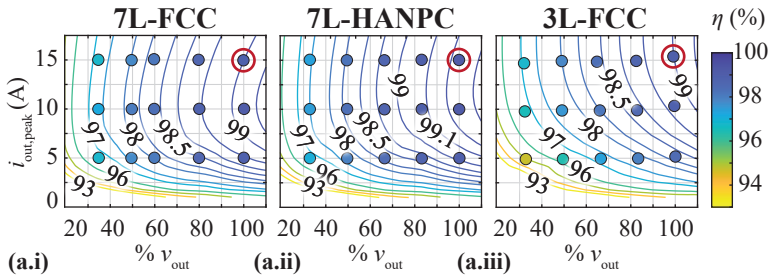 7L-FCC 7L-HANPC 3L-FCC η (%)
15 99 98.5 99 100
i_out,peak (A) 10 97 98 98.5 99 97 98 98.5 99.1 97 98 98
5 96 96 96 96
0 93 93 93 94
20 40 60 80 100 20 40 60 80 100 20 40 60 80 100
(a.i) % v_out (a.ii) % v_out (a.iii) % v_out